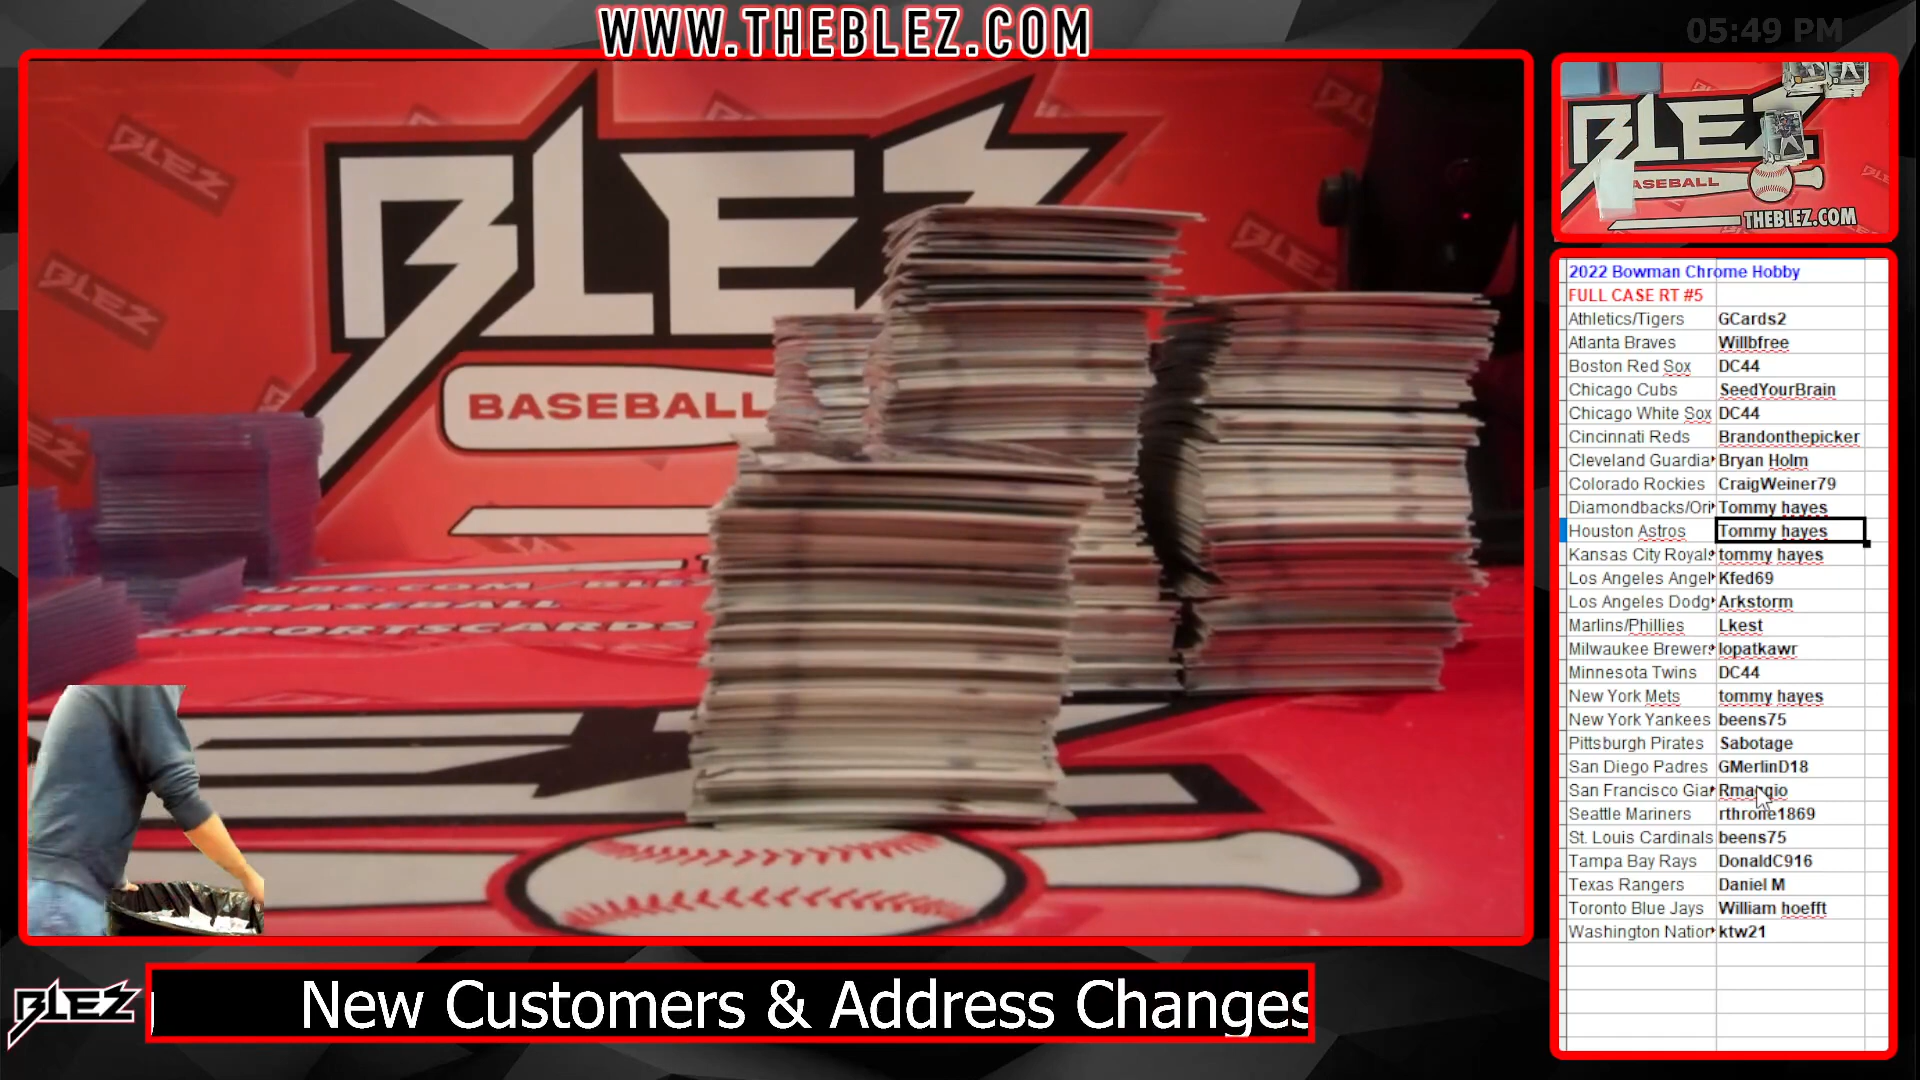 WWW.THEBLEZ.COM
05:49 PM
BLEZ
BASEBALL
BLEZ
BASEBALL
THEBLEZ.COM
2022 Bowman Chrome Hobby
FULL CASE RT #5
Athletics/Tigers GCards2
Atlanta Braves Willbfree
Boston Red Sox DC44
Chicago Cubs SeedYourBrain
Chicago White Sox DC44
Cincinnati Reds Brandonthepicker
Cleveland Guardia Bryan Holm
Colorado Rockies CraigWeiner79
Diamondbacks/Ori Tommy hayes
Houston Astros Tommy hayes
Kansas City Royals tommy hayes
Los Angeles Angel Kfed69
Los Angeles Dodg Arkstorm
Marlins/Phillies Lkest
Milwaukee Brewers lopatkawr
Minnesota Twins DC44
New York Mets tommy hayes
New York Yankees beens75
Pittsburgh Pirates Sabotage
San Diego Padres GMerlinD18
San Francisco Gia
Seattle Mariners rthrone1869
St. Louis Cardinals beens75
Tampa Bay Rays DonaldC916
Texas Rangers Daniel M
Toronto Blue Jays William hoefft
Washington Nation ktw21
BLEZ
New Customers & Address Changes